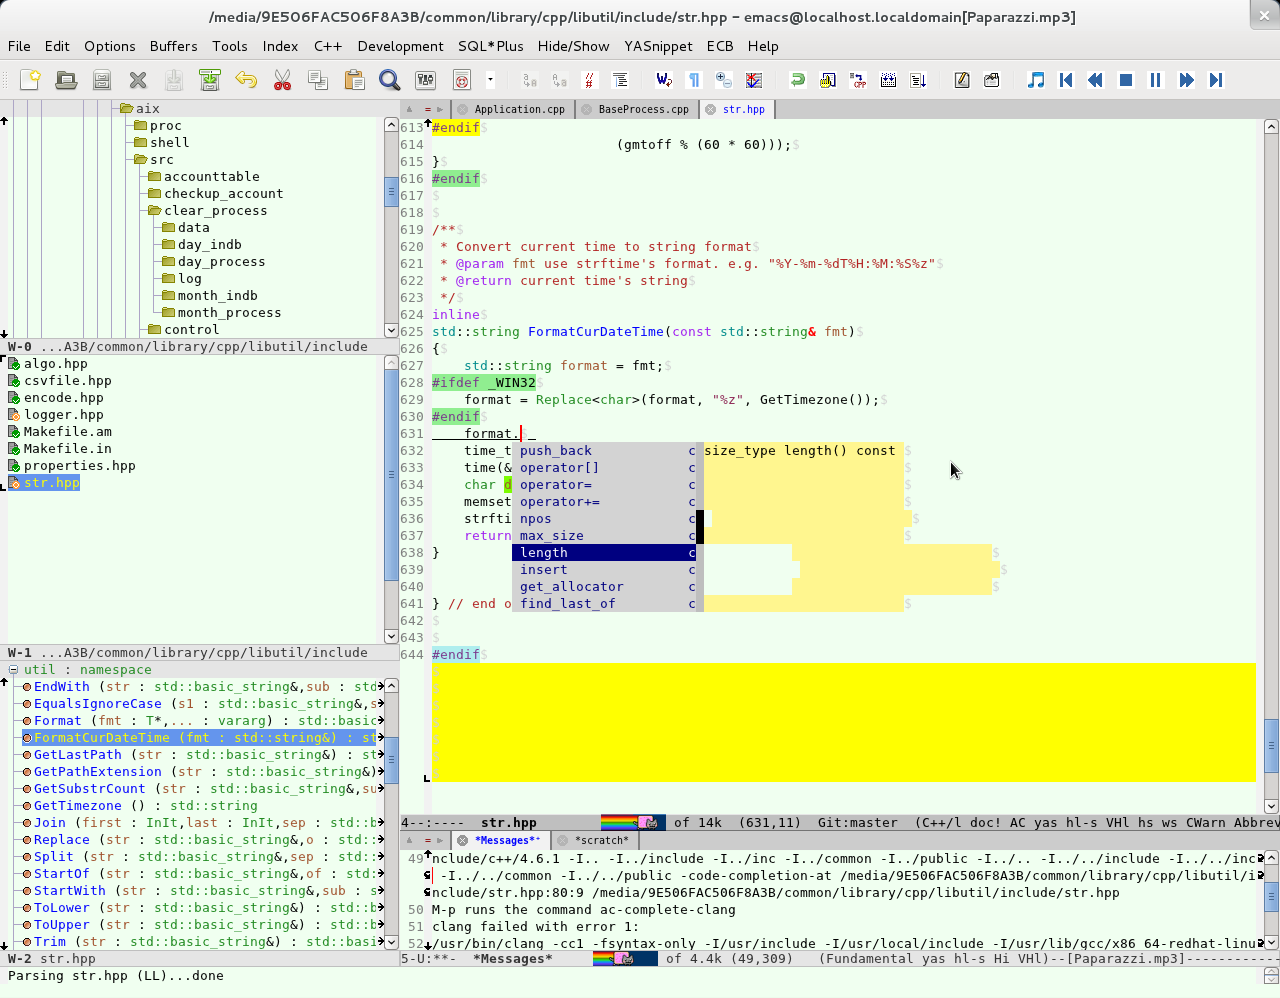 /media/9E506FAC506F8A3B/common/library/cpp/libutil/include/str.hpp – emacs@localhost.localdomain[Paparazzi.mp3]
File Edit Options Buffers Tools Index C++ Development SQL*Plus Hide/Show YASnippet ECB Help
aix
proc
shell
src
accounttable
checkup_account
clear_process
data
day_indb
day_process
log
month_indb
month_process
control
W-0 ...A3B/common/library/cpp/libutil/include
algo.hpp
csvfile.hpp
encode.hpp
logger.hpp
Makefile.am
Makefile.in
properties.hpp
str.hpp
W-1 ...A3B/common/library/cpp/libutil/include
util : namespace
EndWith (str : std::basic_string&,sub : std
EqualsIgnoreCase (s1 : std::basic_string&,s
Format (fmt : T*,... : vararg) : std::basic
FormatCurDateTime (fmt : std::string&) : st
GetLastPath (str : std::basic_string&) : st
GetPathExtension (str : std::basic_string&)
GetSubstrCount (str : std::basic_string&,su
GetTimezone () : std::string
Join (first : InIt,last : InIt,sep : std::b
Replace (str : std::basic_string&,o : std::b
Split (str : std::basic_string&,sep : std::
StartOf (str : std::basic_string&,of : std:
StartWith (str : std::basic_string&,sub : s
ToLower (str : std::basic_string&) : std::b
ToUpper (str : std::basic_string&) : std::b
Trim (str : std::basic_string&) : std::basi
W-2 str.hpp
Application.cpp BaseProcess.cpp str.hpp
613 #endif$
614 (gmtoff % (60 * 60)));$
615 }$
616 #endif$
617 $
618 $
619 /**$
620 * Convert current time to string format$
621 * @param fmt use strftime's format. e.g. "%Y-%m-%dT%H:%M:%S%z"$
622 * @return current time's string$
623 */$
624 inline$
625 std::string FormatCurDateTime(const std::string& fmt)$
626 {$
627 std::string format = fmt;$
628 #ifdef _WIN32$
629 format = Replace<char>(format, "%z", GetTimezone());$
630 #endif$
631 format.$
632 time_t push_back c size_type length() const $
633 time(& operator[] c $
634 char d operator= c $
635 memset operator+= c $
636 strfti npos c $
637 return max_size c $
638 } length c $
639 insert c $
640 get_allocator c $
641 } // end o find_last_of c $
642 $
643 $
644 #endif$
$
$
$
$
$
$
$
4--:---- str.hpp of 14k (631,11) Git:master (C++/l doc! AC yas hl-s VHl hs ws CWarn Abbrev
*Messages* *scratch*
49 nclude/c++/4.6.1 -I.. -I../include -I../inc -I../common -I../public -I../.. -I../../include -I../../inc
-I../../common -I../../public -code-completion-at /media/9E506FAC506F8A3B/common/library/cpp/libutil/i
nclude/str.hpp:80:9 /media/9E506FAC506F8A3B/common/library/cpp/libutil/include/str.hpp
50 M-p runs the command ac-complete-clang
51 clang failed with error 1:
52 /usr/bin/clang -cc1 -fsyntax-only -I/usr/include -I/usr/local/include -I/usr/lib/gcc/x86_64-redhat-linu
5-U:**- *Messages* of 4.4k (49,309) (Fundamental yas hl-s Hi VHl)--[Paparazzi.mp3]------------
Parsing str.hpp (LL)...done